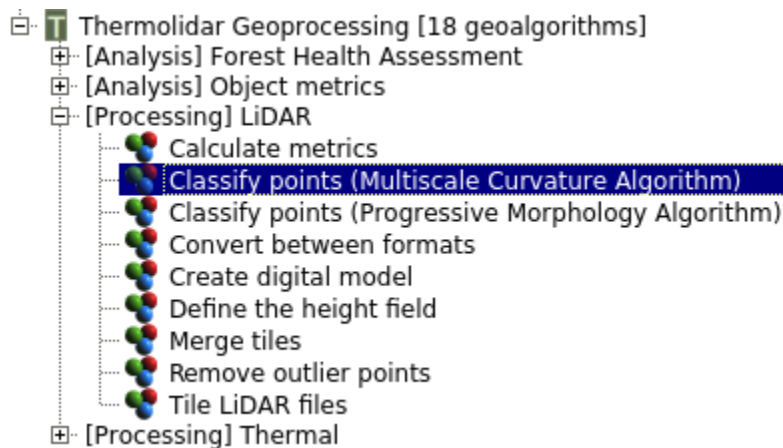 T Thermolidar Geoprocessing [18 geoalgorithms]
[Analysis] Forest Health Assessment
[Analysis] Object metrics
[Processing] LiDAR
Calculate metrics
Classify points (Multiscale Curvature Algorithm)
Classify points (Progressive Morphology Algorithm)
Convert between formats
Create digital model
Define the height field
Merge tiles
Remove outlier points
Tile LiDAR files
[Processing] Thermal